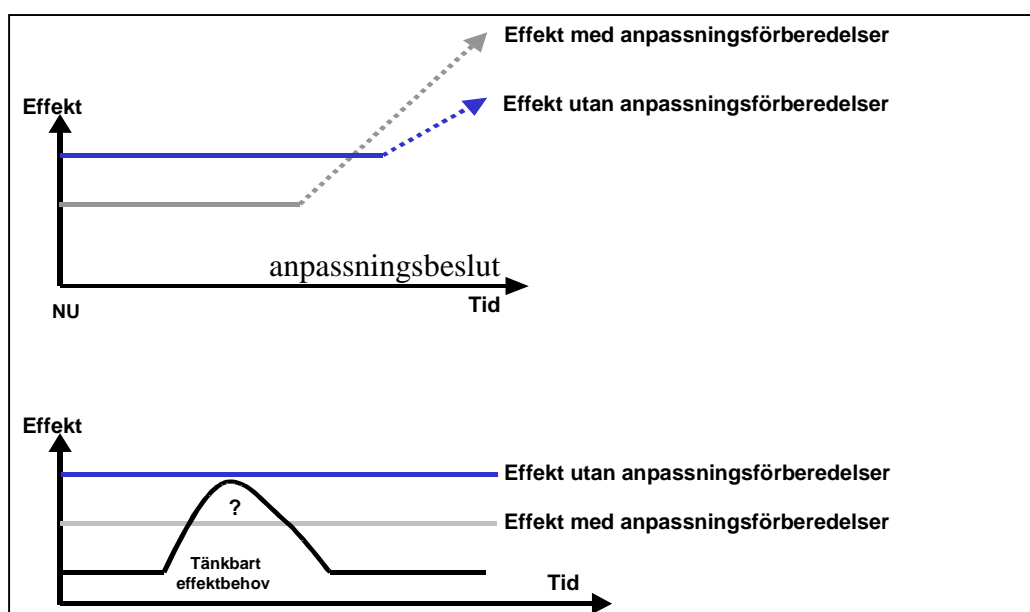 Effekt med anpassningsförberedelser
Effekt
Effekt utan anpassningsförberedelser
anpassningsbeslut
Tid
NU
Effekt
Effekt utan anpassningsförberedelser
?
Effekt med anpassningsförberedelser
Tänkbart
effektbehov
Tid